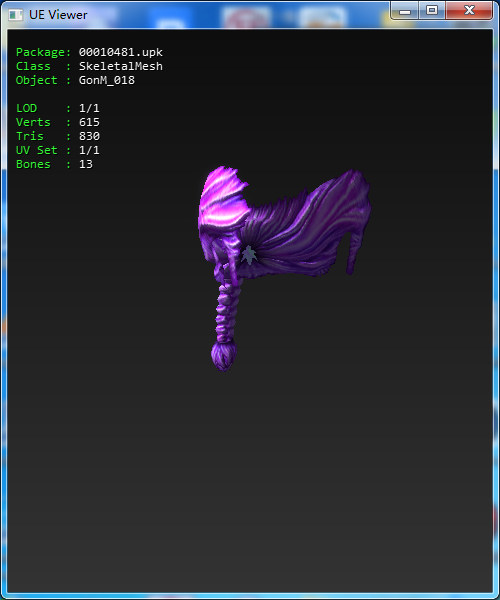 UE Viewer
Package: 00010481.upk
Class : SkeletalMesh
Object : GonM_018
LOD : 1/1
Verts : 615
Tris : 830
UV Set : 1/1
Bones : 13